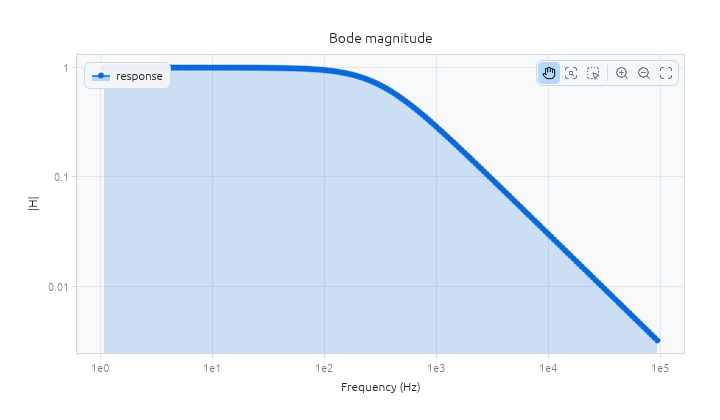 Bode magnitude
response
1
0.1
0.01
|H|
1e0 1e1 1e2 1e3 1e4 1e5
Frequency (Hz)